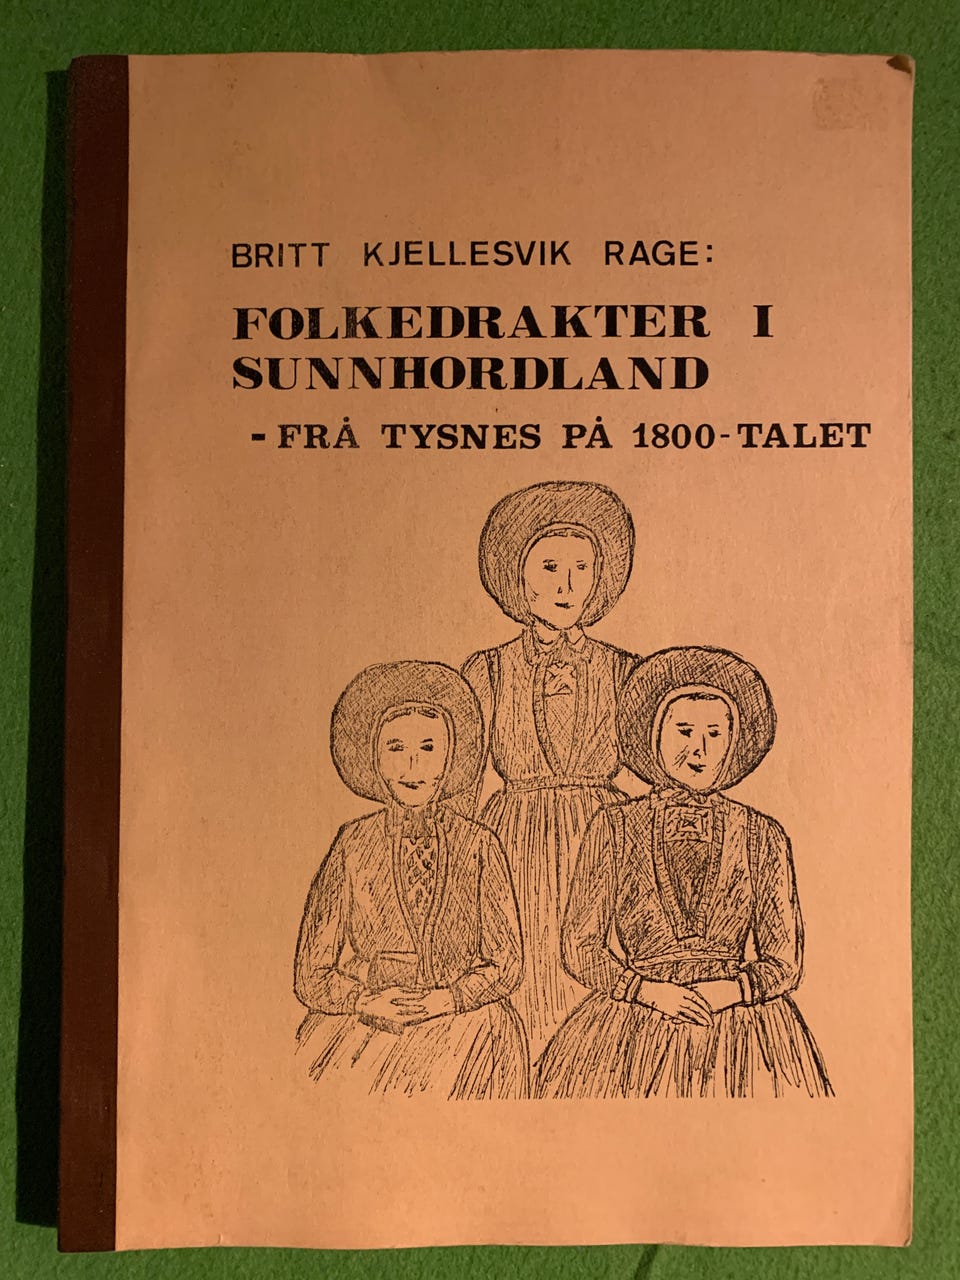 BRITT KJELLESVIK RAGE:
FOLKEDRAKTER I
SUNNHORDLAND
- FRÅ TYSNES PÅ 1800-TALET